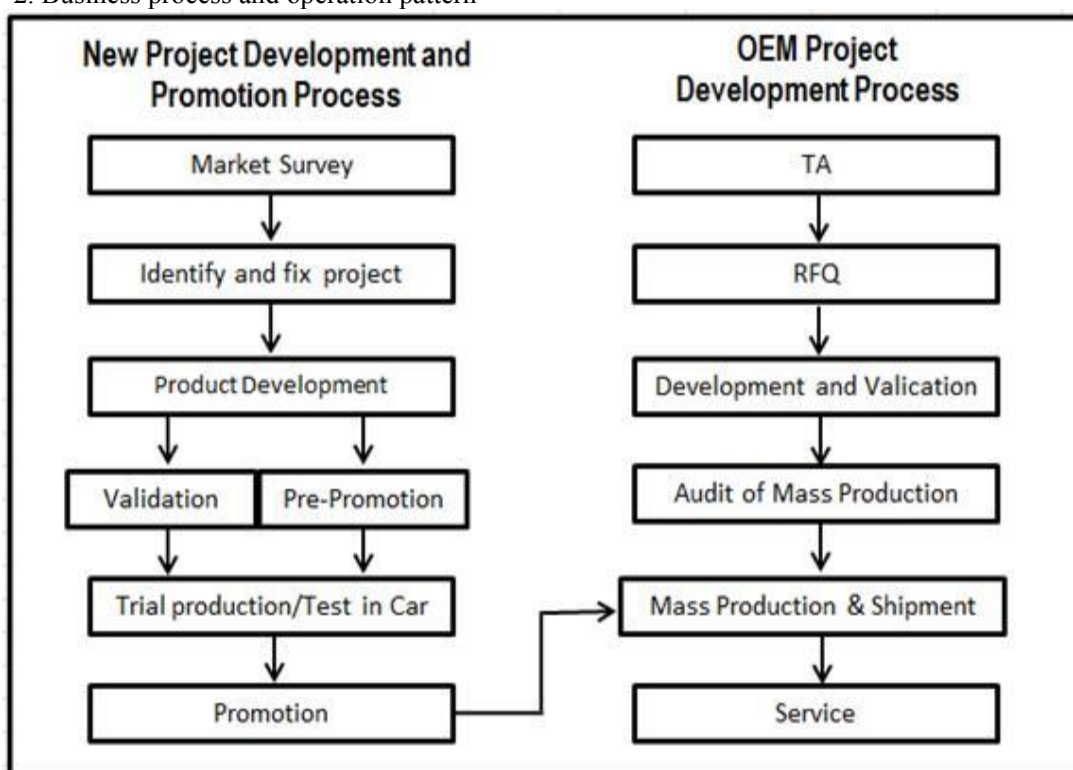 2. Business process and operation pattern
New Project Development and
Promotion Process
Market Survey
Identify and fix project
Product Development
Validation
Pre-Promotion
Trial production/Test in Car
Promotion
OEM Project
Development Process
TA
RFQ
Development and Valication
Audit of Mass Production
Mass Production & Shipment
Service